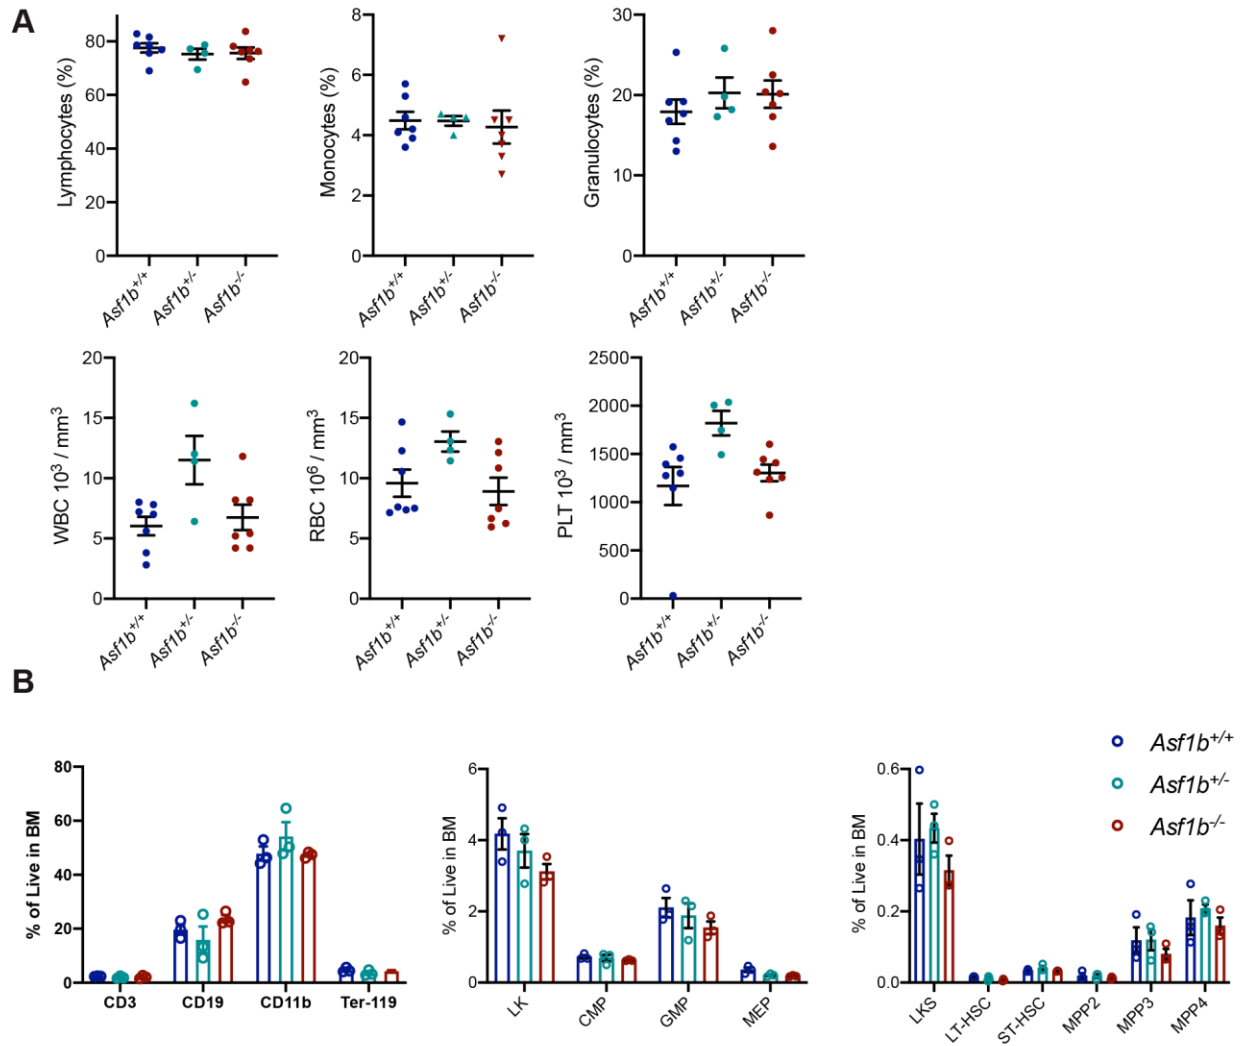 A
Lymphocytes (%)
80
60
40
20
0
Asf1b+/+
Asf1b+/-
Asf1b-/-
Monocytes (%)
8
6
4
2
0
Asf1b+/+
Asf1b+/-
Asf1b-/-
Granulocytes (%)
30
20
10
0
Asf1b+/+
Asf1b+/-
Asf1b-/-
WBC 10³ / mm³
20
15
10
5
0
Asf1b+/+
Asf1b+/-
Asf1b-/-
RBC 10⁶ / mm³
20
15
10
5
0
Asf1b+/+
Asf1b+/-
Asf1b-/-
PLT 10³ / mm³
2500
2000
1500
1000
500
0
Asf1b+/+
Asf1b+/-
Asf1b-/-
B
% of Live in BM
80
60
40
20
0
CD3
CD19
CD11b
Ter-119
% of Live in BM
6
4
2
0
LK
CMP
GMP
MEP
% of Live in BM
0.6
0.4
0.2
0.0
LKS
LT-HSC
ST-HSC
MPP2
MPP3
MPP4
Asf1b+/+
Asf1b+/-
Asf1b-/-